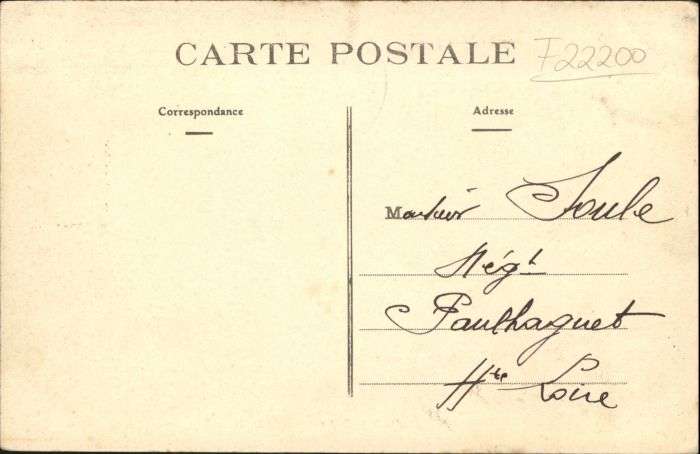 CARTE POSTALE
F22200
Correspondance
Adresse
Monsieur Soule
Négt
Paulhaguet
Hte Loire